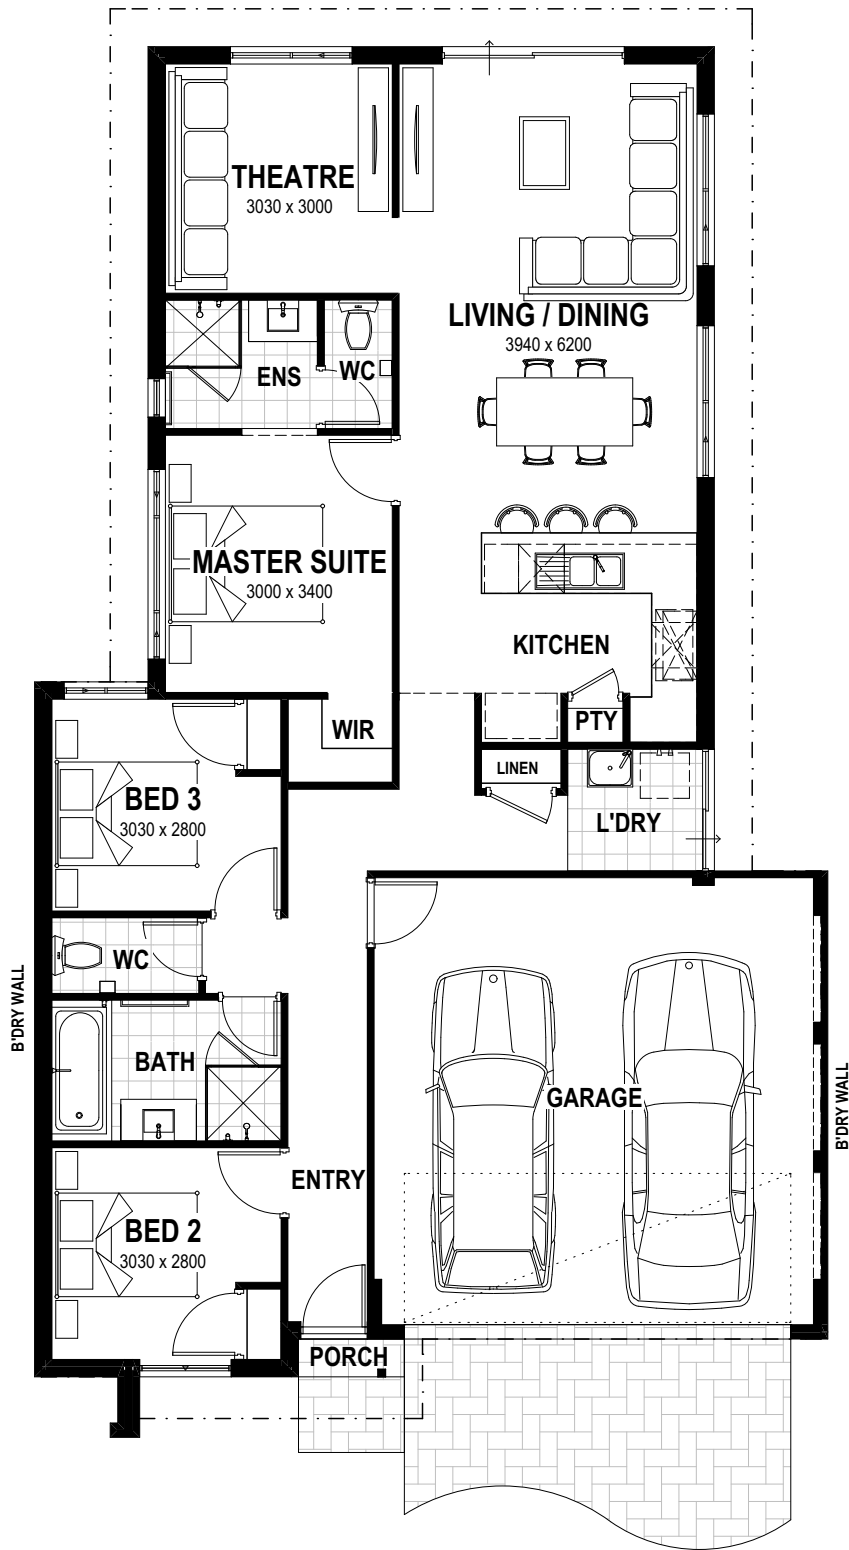 THEATRE
3030 x 3000
LIVING / DINING
3940 x 6200
ENS
WC
MASTER SUITE
3000 x 3400
KITCHEN
WIR
PTY
LINEN
BED 3
3030 x 2800
L'DRY
WC
B'DRY WALL
BATH
GARAGE
B'DRY WALL
ENTRY
BED 2
3030 x 2800
PORCH